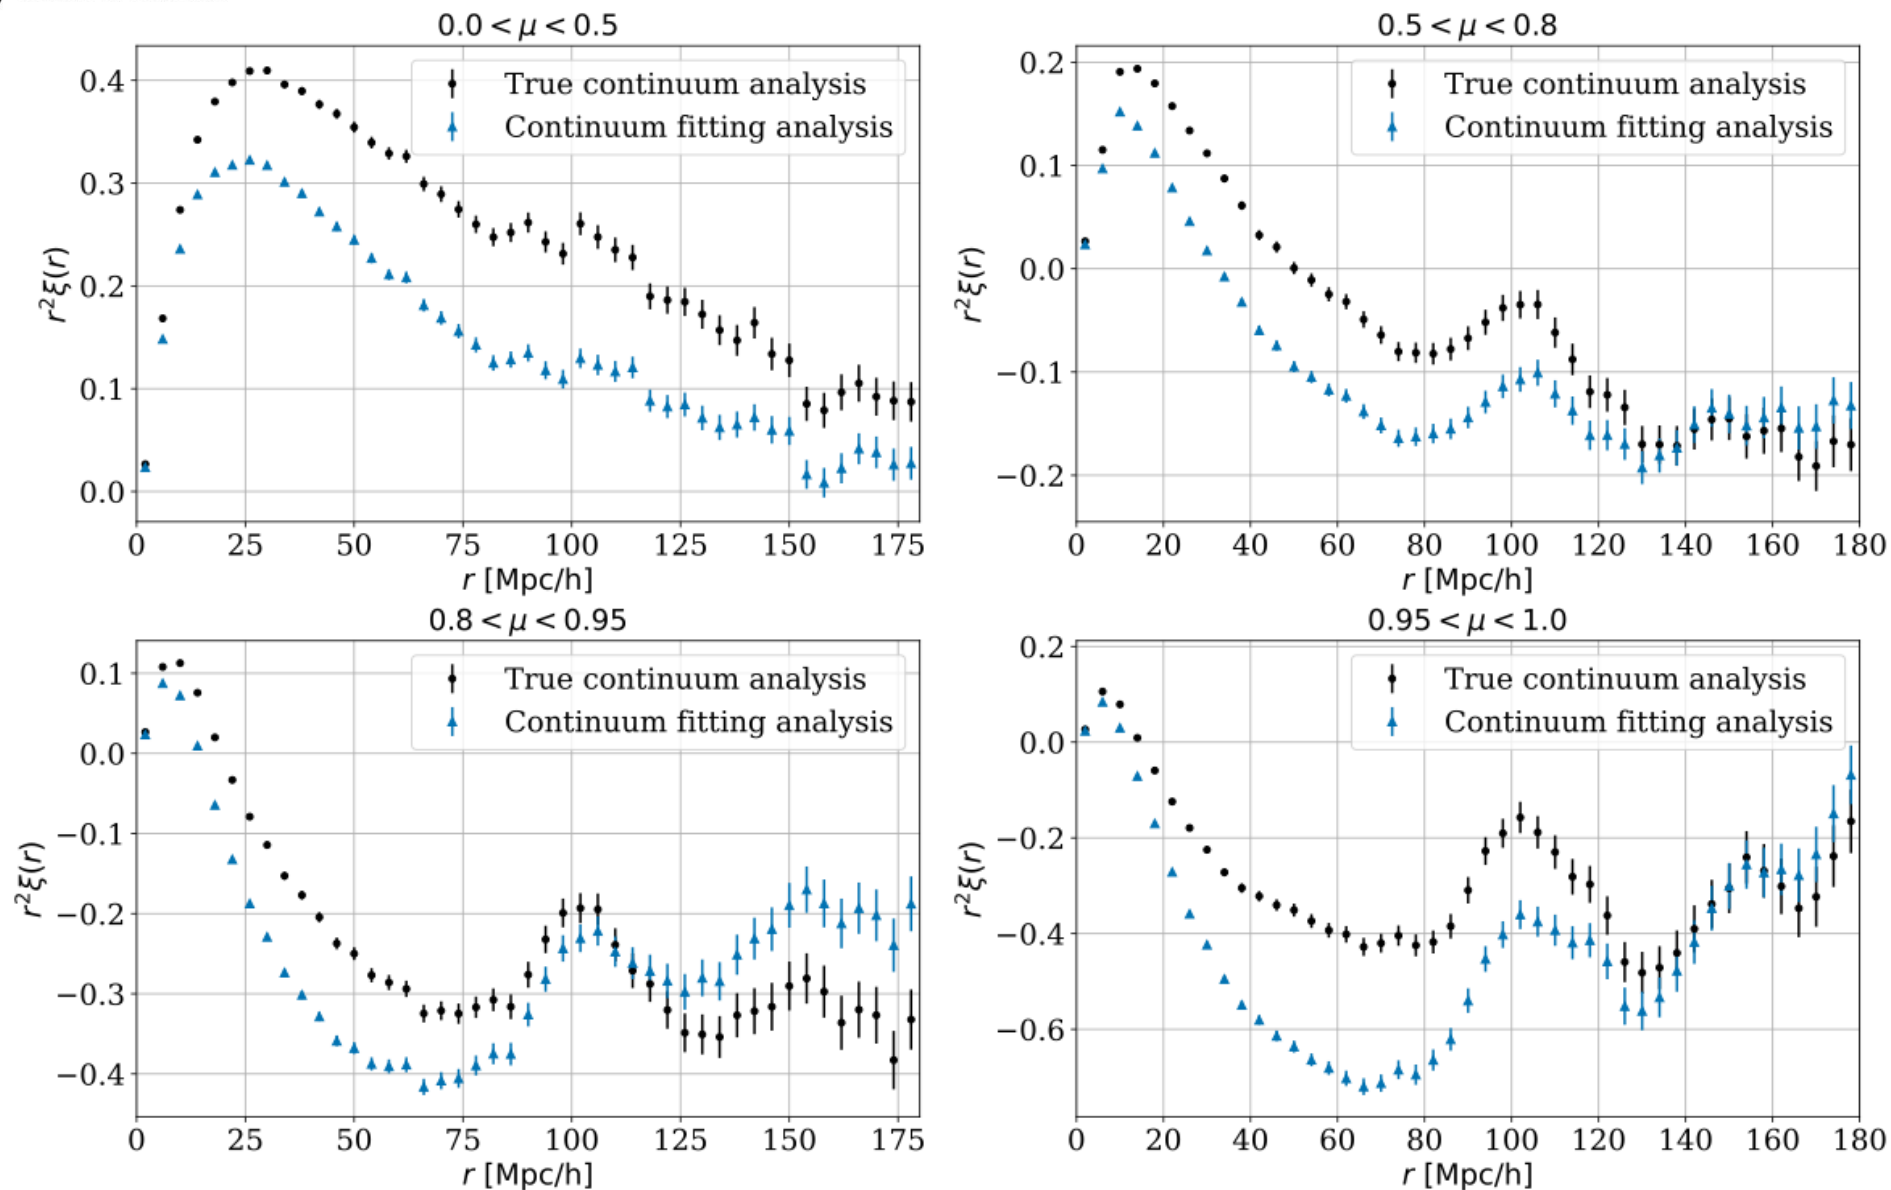 0.0 < μ < 0.5
0.4
0.3
0.2
0.1
0.0
r²ξ(r)
True continuum analysis
Continuum fitting analysis
0 25 50 75 100 125 150 175
r [Mpc/h]
0.5 < μ < 0.8
0.2
0.1
0.0
−0.1
−0.2
r²ξ(r)
True continuum analysis
Continuum fitting analysis
0 20 40 60 80 100 120 140 160 180
r [Mpc/h]
0.8 < μ < 0.95
0.1
0.0
−0.1
−0.2
−0.3
−0.4
r²ξ(r)
True continuum analysis
Continuum fitting analysis
0 25 50 75 100 125 150 175
r [Mpc/h]
0.95 < μ < 1.0
0.2
0.0
−0.2
−0.4
−0.6
r²ξ(r)
True continuum analysis
Continuum fitting analysis
0 20 40 60 80 100 120 140 160 180
r [Mpc/h]